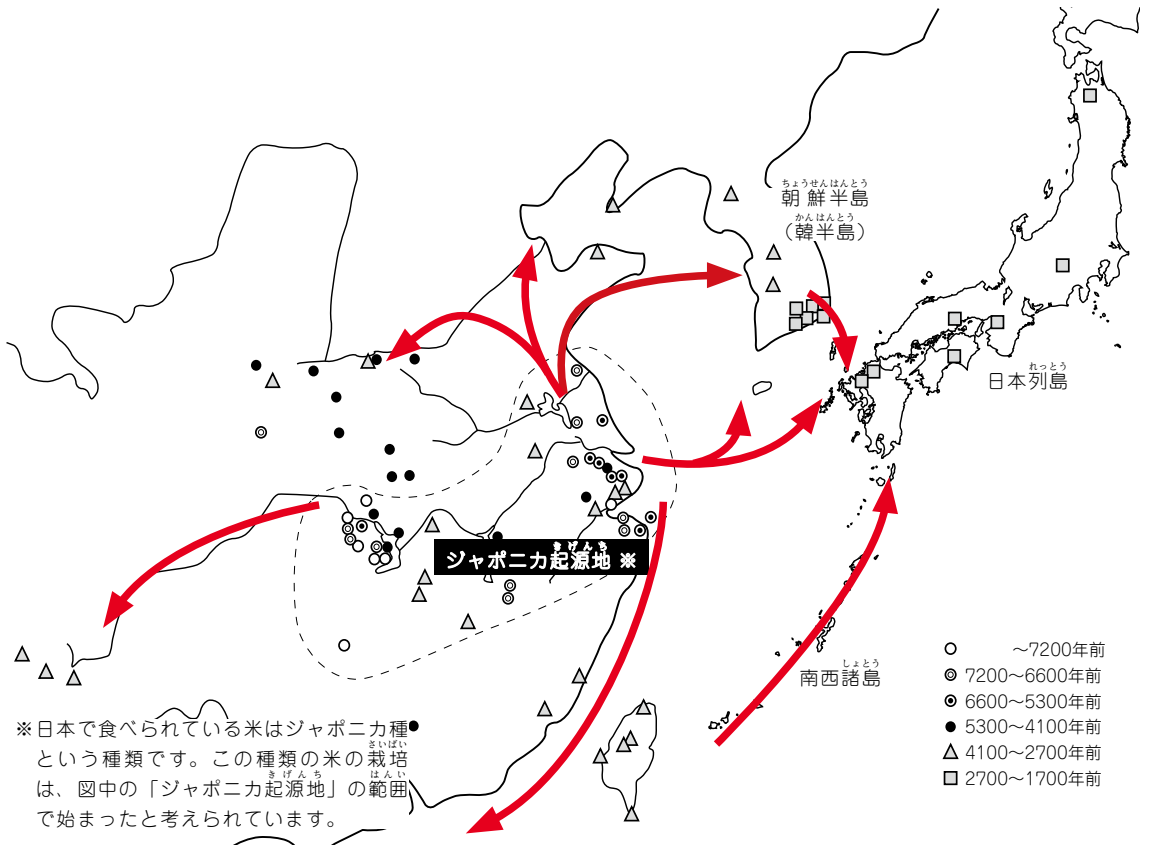 ちょうせんはんとう
朝鮮半島
かんはんとう
（韓半島）
れっとう
日本列島
きげんち
ジャポニカ起源地 ※
しょとう
南西諸島
～7200年前
7200～6600年前
6600～5300年前
5300～4100年前
4100～2700年前
2700～1700年前
※日本で食べられている米はジャポニカ種
さいばい
という種類です。この種類の米の栽培
きげんち はんい
は、図中の「ジャポニカ起源地」の範囲
で始まったと考えられています。